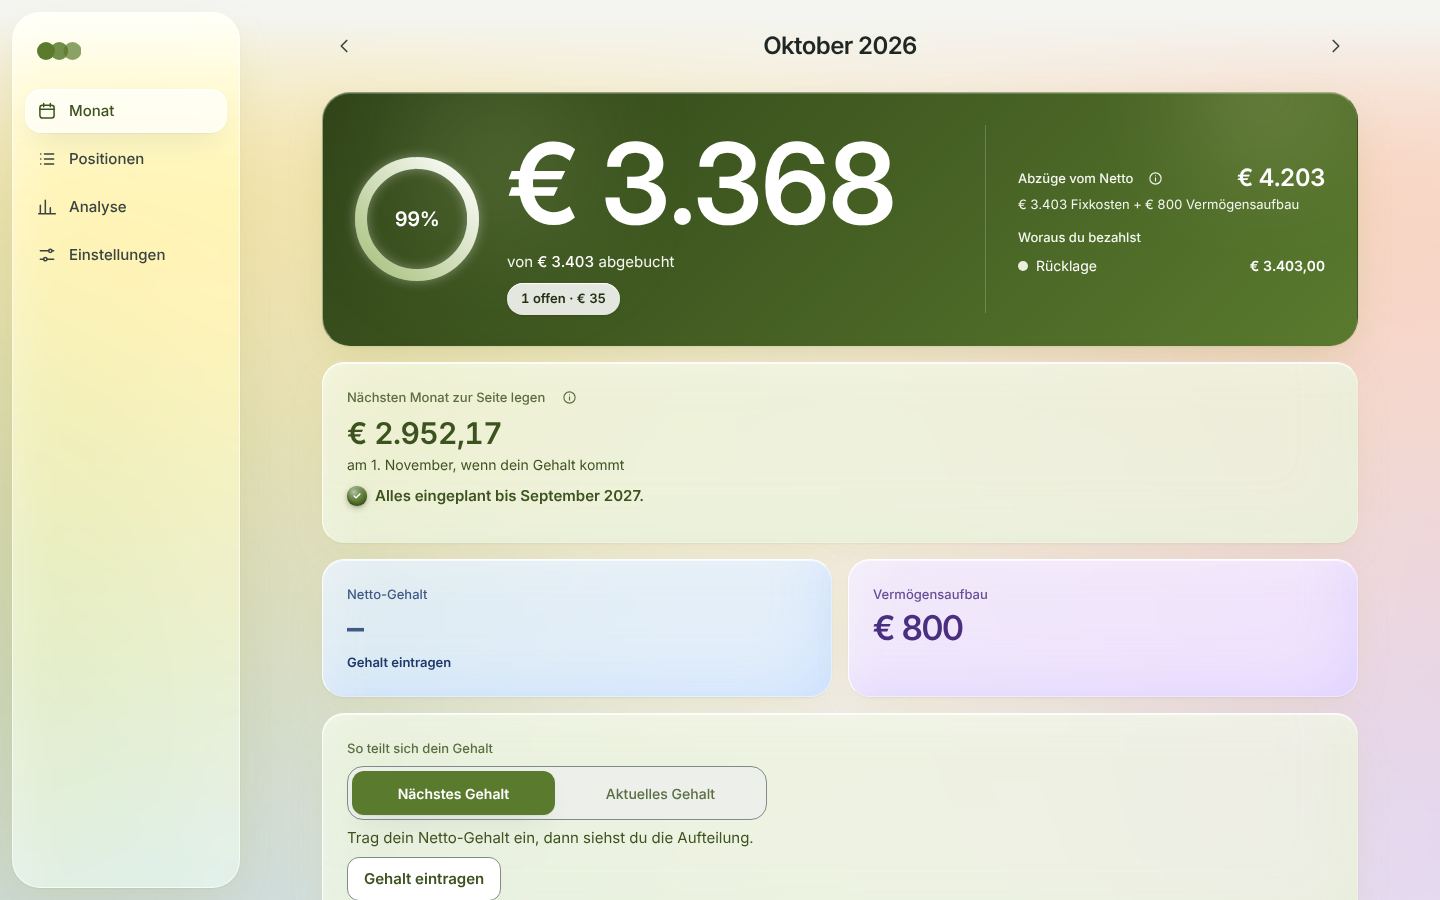 Monat
Positionen
Analyse
Einstellungen
Oktober 2026
99%
€ 3.368
von € 3.403 abgebucht
1 offen · € 35
Abzüge vom Netto
€ 4.203
€ 3.403 Fixkosten + € 800 Vermögensaufbau
Woraus du bezahlst
Rücklage
€ 3.403,00
Nächsten Monat zur Seite legen
€ 2.952,17
am 1. November, wenn dein Gehalt kommt
Alles eingeplant bis September 2027.
Netto-Gehalt
–
Gehalt eintragen
Vermögensaufbau
€ 800
So teilt sich dein Gehalt
Nächstes Gehalt
Aktuelles Gehalt
Trag dein Netto-Gehalt ein, dann siehst du die Aufteilung.
Gehalt eintragen